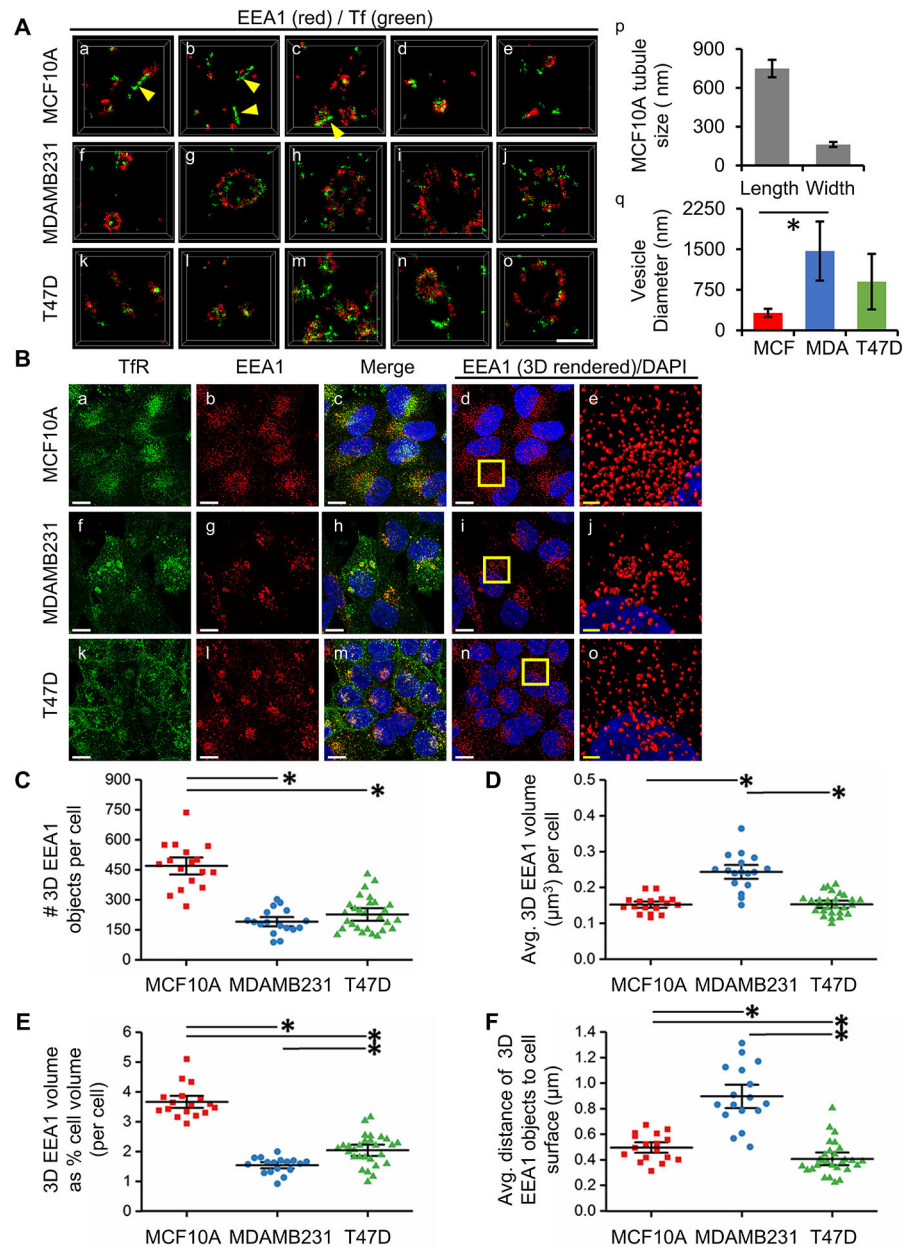 A
EEA1 (red) / Tf (green)
MCF10A
a
b
c
d
e
MDAMB231
f
g
h
i
j
T47D
k
l
m
n
o
p
MCF10A tubule
size ( nm)
900
600
300
0
Length Width
q
Vesicle
Diameter (nm)
2250
1500
750
0
*
MCF MDA T47D
B
TfR EEA1 Merge EEA1 (3D rendered)/DAPI
MCF10A
a
b
c
d
e
MDAMB231
f
g
h
i
j
T47D
k
l
m
n
o
C
# 3D EEA1
objects per cell
900
750
600
450
300
150
0
*
*
MCF10A MDAMB231 T47D
D
Avg. 3D EEA1 volume
(µm³) per cell
0.5
0.4
0.3
0.2
0.1
0.0
*
*
MCF10A MDAMB231 T47D
E
3D EEA1 volume
as % cell volume
(per cell)
6
5
4
3
2
1
0
*
*
*
MCF10A MDAMB231 T47D
F
Avg. distance of 3D
EEA1 objects to cell
surface (µm)
1.4
1.2
1.0
0.8
0.6
0.4
0.2
0.0
*
*
*
MCF10A MDAMB231 T47D